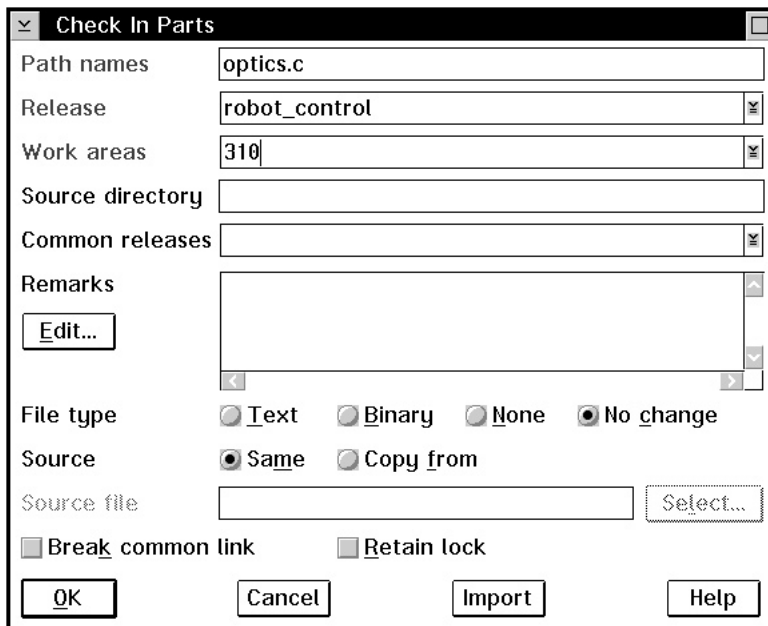 Check In Parts
Path names optics.c
Release robot_control
Work areas 310
Source directory
Common releases
Remarks
Edit...
File type Text Binary None No change
Source Same Copy from
Source file Select...
Break common link Retain lock
OK Cancel Import Help